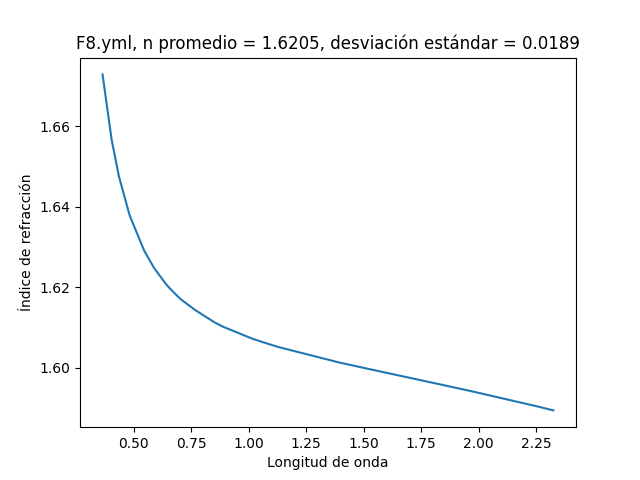 F8.yml, n promedio = 1.6205, desviación estándar = 0.0189
1.66
1.64
1.62
1.60
Índice de refracción
0.50 0.75 1.00 1.25 1.50 1.75 2.00 2.25
Longitud de onda